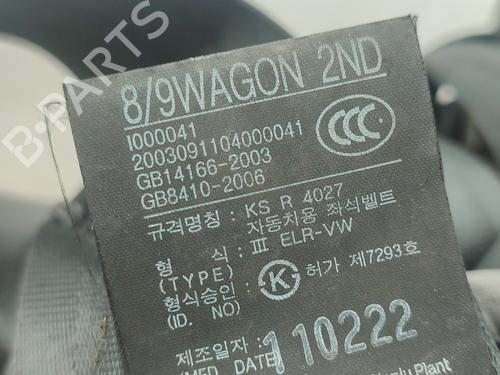 B-PARTS
8/9WAGON 2ND
I000041
2003091104000041
GB14166-2003
GB8410-2006
CCC
규격명칭 : KS R 4027
자동차용 좌석벨트
형 식 : III ELR-VW
(TYPE)
형식승인 : K 허가 제7293호
(ID. NO)
제조일자 : 110222
(MFD. DATE)
Plant